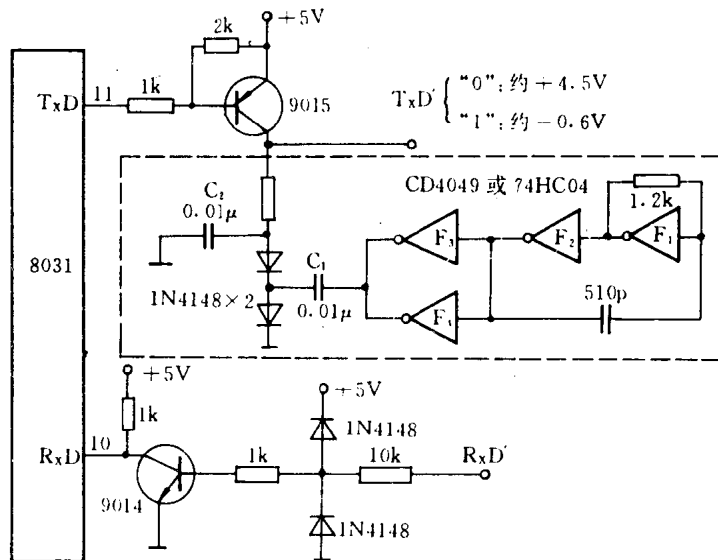 +5V
2k
TxD
11
1k
9015
TxD′
"0"：约+4.5V
"1"：约-0.6V
CD4049 或 74HC04
C₂
0.01μ
1.2k
F₃
F₂
F₁
8031
C₁
1N4148×2
0.01μ
510p
+5V
+5V
1k
1N4148
RxD
10
1k
10k
RxD′
9014
1N4148